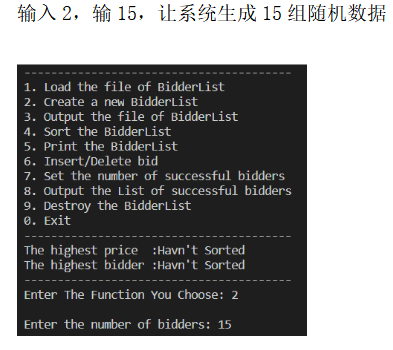 输入 2，输 15，让系统生成 15 组随机数据
----------------------------------------
1. Load the file of BidderList
2. Create a new BidderList
3. Output the file of BidderList
4. Sort the BidderList
5. Print the BidderList
6. Insert/Delete bid
7. Set the number of successful bidders
8. Output the List of successful bidders
9. Destroy the BidderList
0. Exit
----------------------------------------
The highest price  :Havn't Sorted
The highest bidder :Havn't Sorted
----------------------------------------
Enter The Function You Choose: 2
Enter the number of bidders: 15